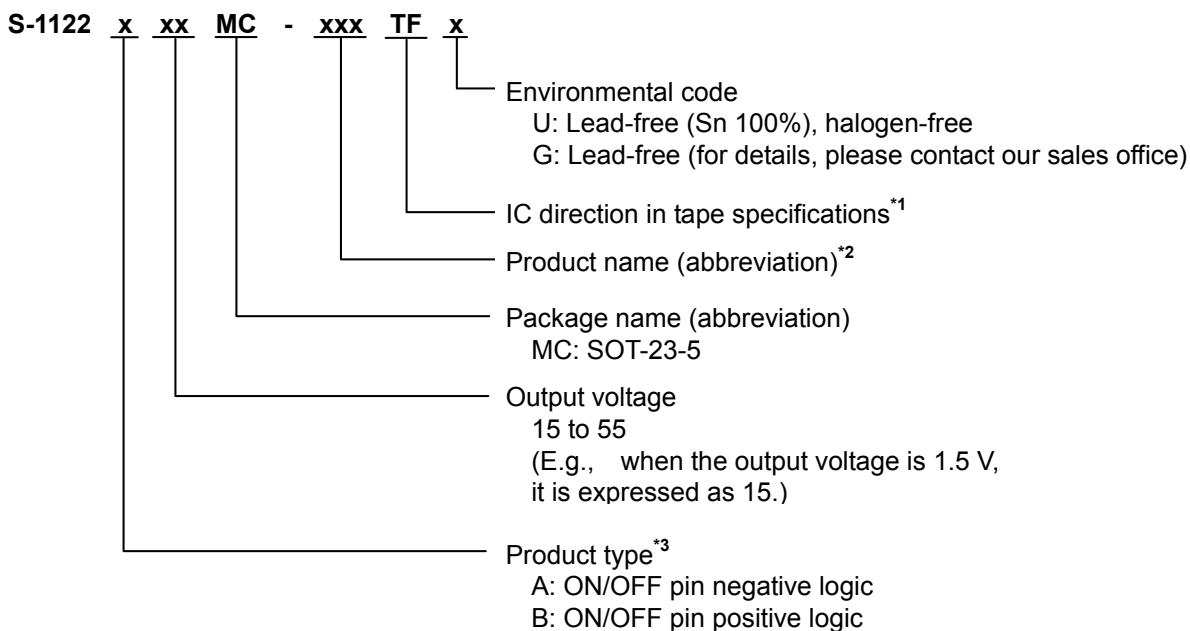 S-1122 x xx MC - xxx TF x
Environmental code
U: Lead-free (Sn 100%), halogen-free
G: Lead-free (for details, please contact our sales office)
IC direction in tape specifications*1
Product name (abbreviation)*2
Package name (abbreviation)
MC: SOT-23-5
Output voltage
15 to 55
(E.g., when the output voltage is 1.5 V,
it is expressed as 15.)
Product type*3
A: ON/OFF pin negative logic
B: ON/OFF pin positive logic